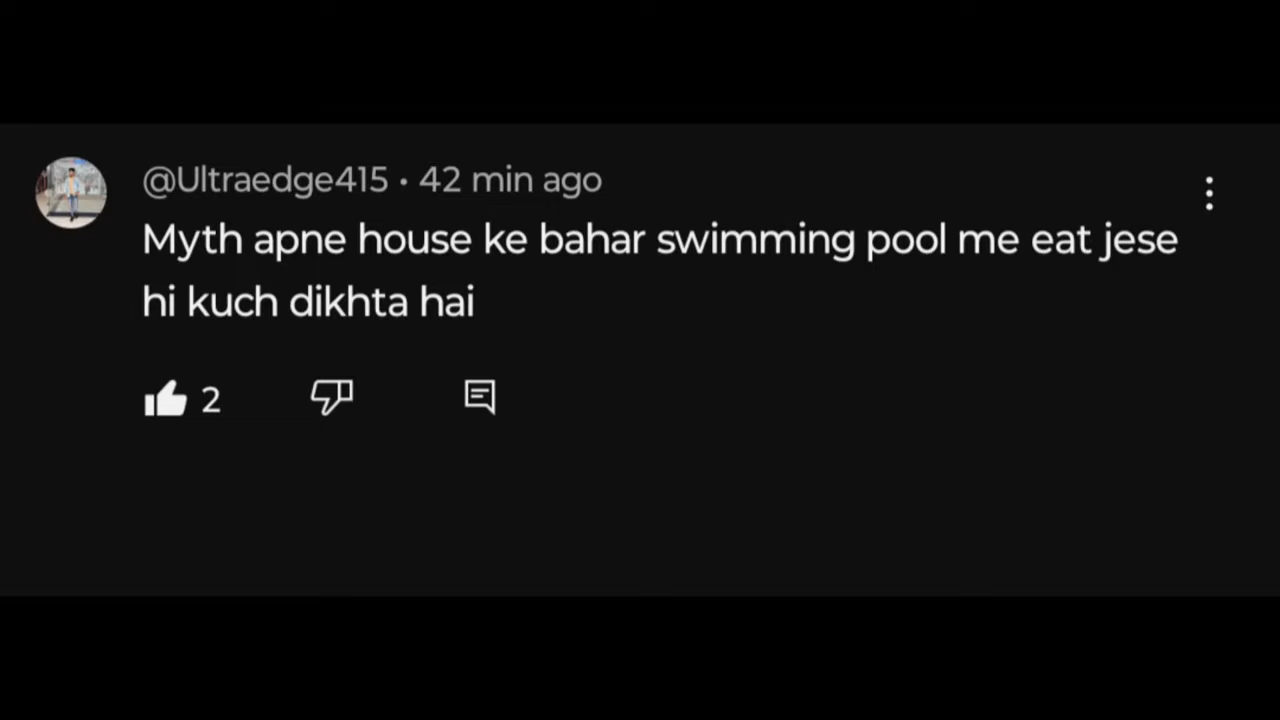 @Ultraedge415 • 42 min ago
Myth apne house ke bahar swimming pool me eat jese
hi kuch dikhta hai
2